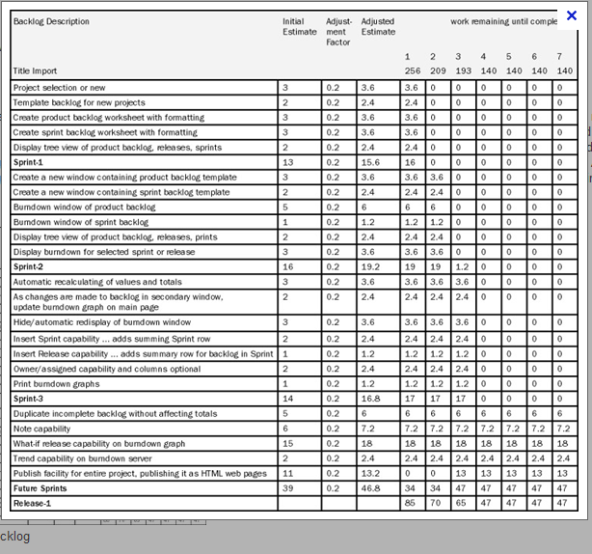 Backlog Description Initial Estimate Adjust-ment Factor Adjusted Estimate work remaining until comple
1 2 3 4 5 6 7
Title Import 256 209 193 140 140 140 140
Project selection or new 3 0.2 3.6 3.6 0 0 0 0 0 0
Template backlog for new projects 2 0.2 2.4 2.4 0 0 0 0 0 0
Create product backlog worksheet with formatting 3 0.2 3.6 3.6 0 0 0 0 0 0
Create sprint backlog worksheet with formatting 3 0.2 3.6 3.6 0 0 0 0 0 0
Display tree view of product backlog, releases, sprints 2 0.2 2.4 2.4 0 0 0 0 0 0
Sprint-1 13 0.2 15.6 16 0 0 0 0 0 0
Create a new window containing product backlog template 3 0.2 3.6 3.6 3.6 0 0 0 0 0
Create a new window containing sprint backlog template 2 0.2 2.4 2.4 2.4 0 0 0 0 0
Burndown window of product backlog 5 0.2 6 6 6 0 0 0 0 0
Burndown window of sprint backlog 1 0.2 1.2 1.2 1.2 0 0 0 0 0
Display tree view of product backlog, releases, prints 2 0.2 2.4 2.4 2.4 0 0 0 0 0
Display burndown for selected sprint or release 3 0.2 3.6 3.6 3.6 0 0 0 0 0
Sprint-2 16 0.2 19.2 19 19 1.2 0 0 0 0
Automatic recalculating of values and totals 3 0.2 3.6 3.6 3.6 3.6 0 0 0 0
As changes are made to backlog in secondary window,
update burndown graph on main page 2 0.2 2.4 2.4 2.4 2.4 0 0 0 0
Hide/automatic redisplay of burndown window 3 0.2 3.6 3.6 3.6 3.6 0 0 0 0
Insert Sprint capability ... adds summing Sprint row 2 0.2 2.4 2.4 2.4 2.4 0 0 0 0
Insert Release capability ... adds summary row for backlog in Sprint 1 0.2 1.2 1.2 1.2 1.2 0 0 0 0
Owner/assigned capability and columns optional 2 0.2 2.4 2.4 2.4 2.4 0 0 0 0
Print burndown graphs 1 0.2 1.2 1.2 1.2 1.2 0 0 0 0
Sprint-3 14 0.2 16.8 17 17 17 0 0 0 0
Duplicate incomplete backlog without affecting totals 5 0.2 6 6 6 6 6 6 6 6
Note capability 6 0.2 7.2 7.2 7.2 7.2 7.2 7.2 7.2 7.2
What-if release capability on burndown graph 15 0.2 18 18 18 18 18 18 18 18
Trend capability on burndown server 2 0.2 2.4 2.4 2.4 2.4 2.4 2.4 2.4 2.4
Publish facility for entire project, publishing it as HTML web pages 11 0.2 13.2 0 0 13 13 13 13 13
Future Sprints 39 0.2 46.8 34 34 47 47 47 47 47
Release-1 85 70 65 47 47 47 47
cklog